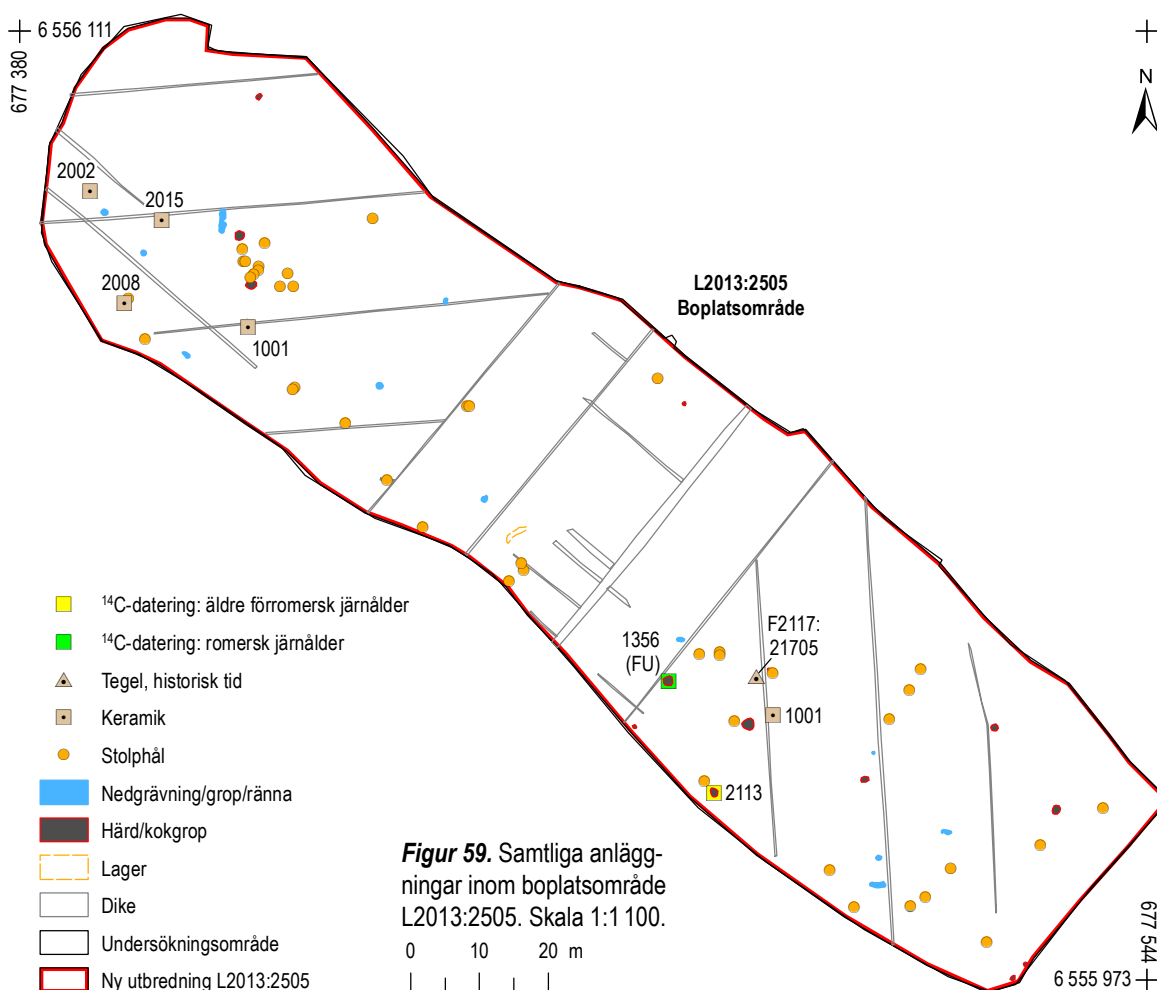 6 556 111
677 380
N
2002
2015
2008
1001
L2013:2505
Boplatsområde
1356
(FU)
F2117:
21705
1001
2113
¹⁴C-datering: äldre förromersk järnålder
¹⁴C-datering: romersk järnålder
Tegel, historisk tid
Keramik
Stolphål
Nedgrävning/grop/ränna
Härd/kokgrop
Lager
Dike
Undersökningsområde
Ny utbredning L2013:2505
Figur 59. Samtliga anlägg-
ningar inom boplatsområde
L2013:2505. Skala 1:1 100.
0 10 20 m
677 544
6 555 973